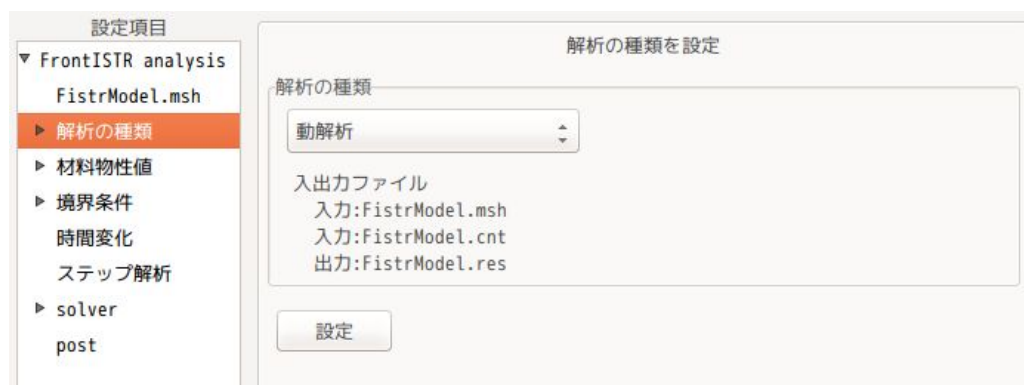 設定項目
FrontISTR analysis
FistrModel.msh
解析の種類
材料物性値
境界条件
時間変化
ステップ解析
solver
post
解析の種類を設定
解析の種類
動解析
入出力ファイル
入力:FistrModel.msh
入力:FistrModel.cnt
出力:FistrModel.res
設定